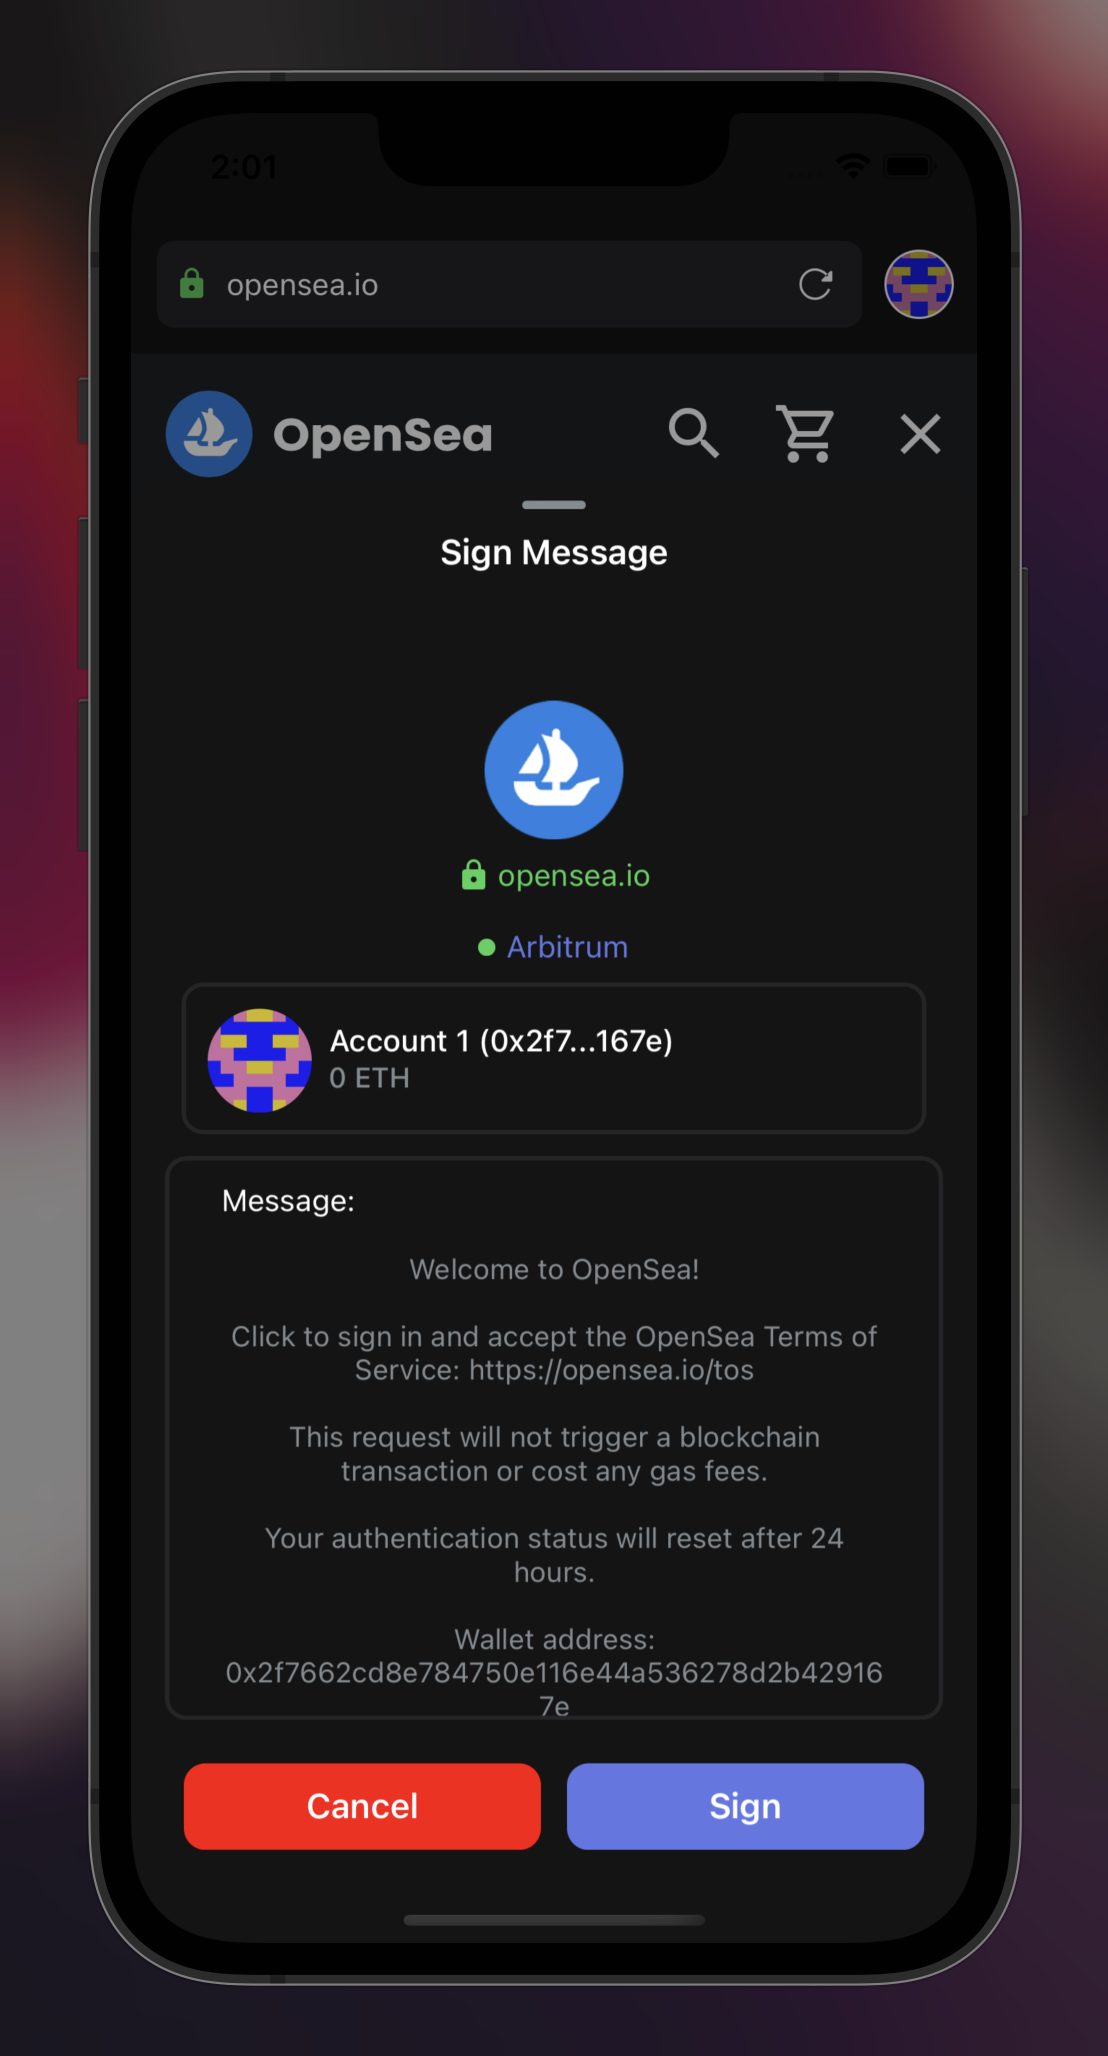 2:01
opensea.io
OpenSea
Sign Message
opensea.io
Arbitrum
Account 1 (0x2f7...167e)
0 ETH
Message:
Welcome to OpenSea!
Click to sign in and accept the OpenSea Terms of
Service: https://opensea.io/tos
This request will not trigger a blockchain
transaction or cost any gas fees.
Your authentication status will reset after 24
hours.
Wallet address:
0x2f7662cd8e784750e116e44a536278d2b42916
7e
Cancel
Sign